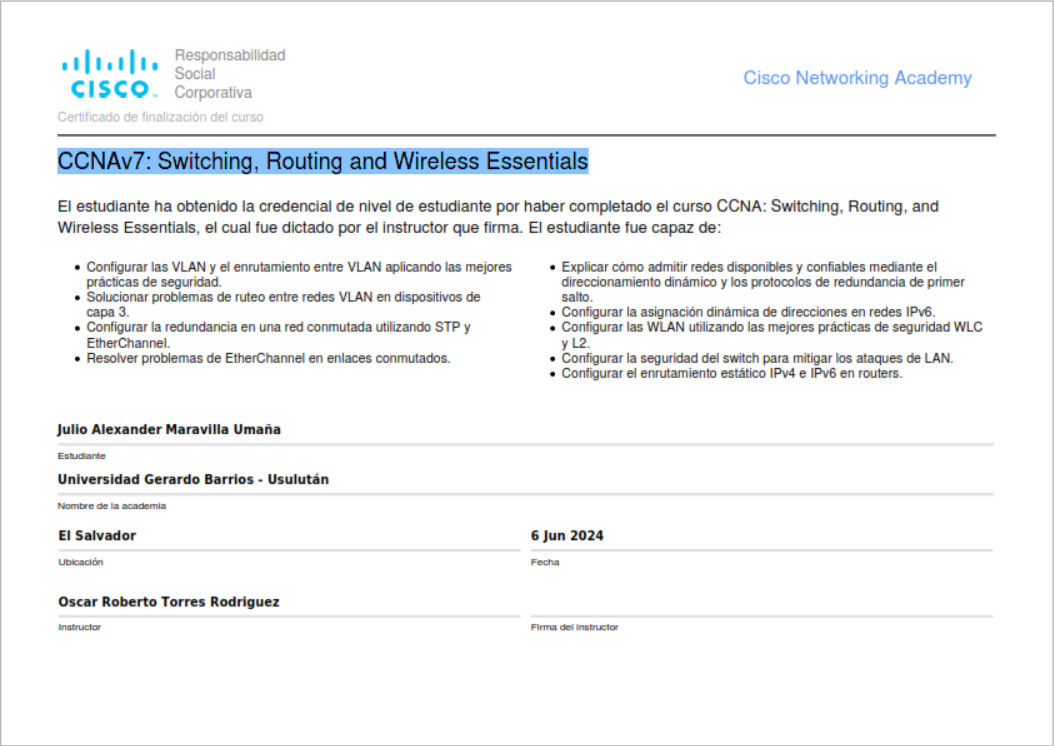 Responsabilidad
Social
Corporativa
CISCO
Cisco Networking Academy
Certificado de finalización del curso
CCNAv7: Switching, Routing and Wireless Essentials
El estudiante ha obtenido la credencial de nivel de estudiante por haber completado el curso CCNA: Switching, Routing, and
Wireless Essentials, el cual fue dictado por el instructor que firma. El estudiante fue capaz de:
• Configurar las VLAN y el enrutamiento entre VLAN aplicando las mejores
prácticas de seguridad.
• Solucionar problemas de ruteo entre redes VLAN en dispositivos de
capa 3.
• Configurar la redundancia en una red conmutada utilizando STP y
EtherChannel.
• Resolver problemas de EtherChannel en enlaces conmutados.
• Explicar cómo admitir redes disponibles y confiables mediante el
direccionamiento dinámico y los protocolos de redundancia de primer
salto.
• Configurar la asignación dinámica de direcciones en redes IPv6.
• Configurar las WLAN utilizando las mejores prácticas de seguridad WLC
y L2.
• Configurar la seguridad del switch para mitigar los ataques de LAN.
• Configurar el enrutamiento estático IPv4 e IPv6 en routers.
Julio Alexander Maravilla Umaña
Estudiante
Universidad Gerardo Barrios - Usulután
Nombre de la academia
El Salvador
Ubicación
6 Jun 2024
Fecha
Oscar Roberto Torres Rodriguez
Instructor
Firma del instructor